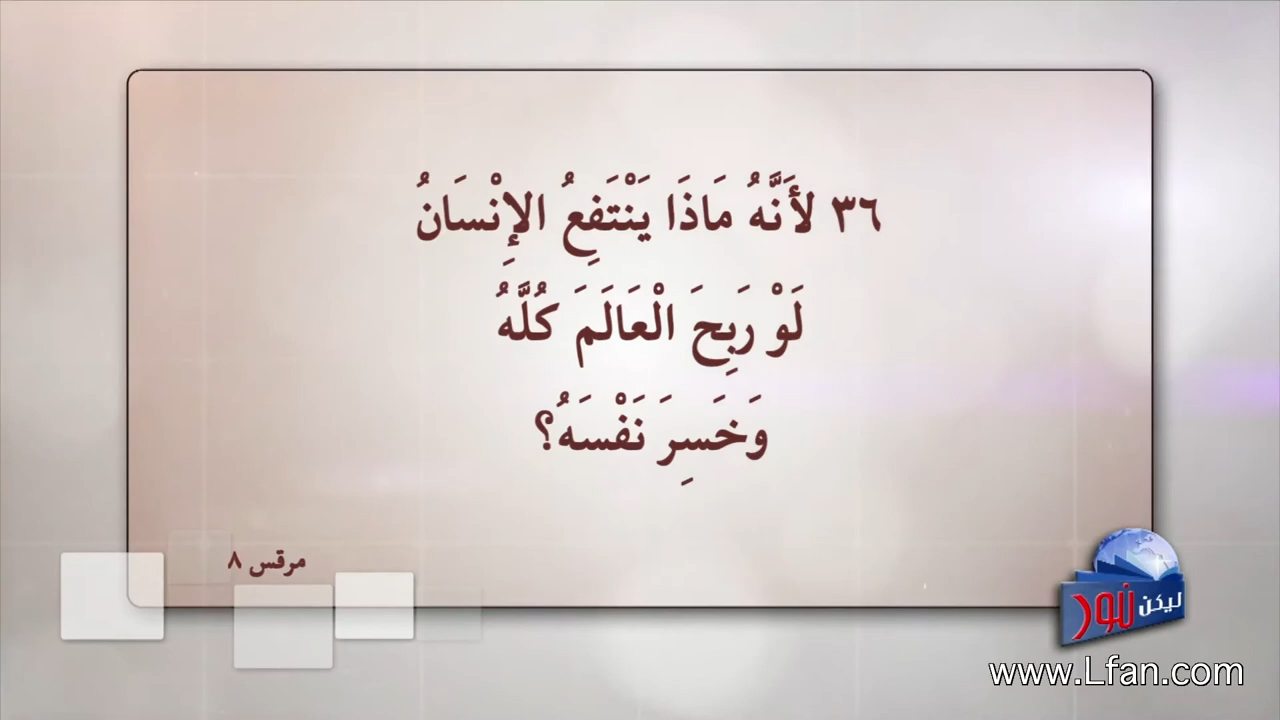 ٣٦ لأَنَّهُ مَاذَا يَنْتَفِعُ الإِنْسَانُ
لَوْ رَبِحَ الْعَالَمَ كُلَّهُ
وَخَسِرَ نَفْسَهُ؟
مرقس ٨
ليكن نور
www.Lfan.com